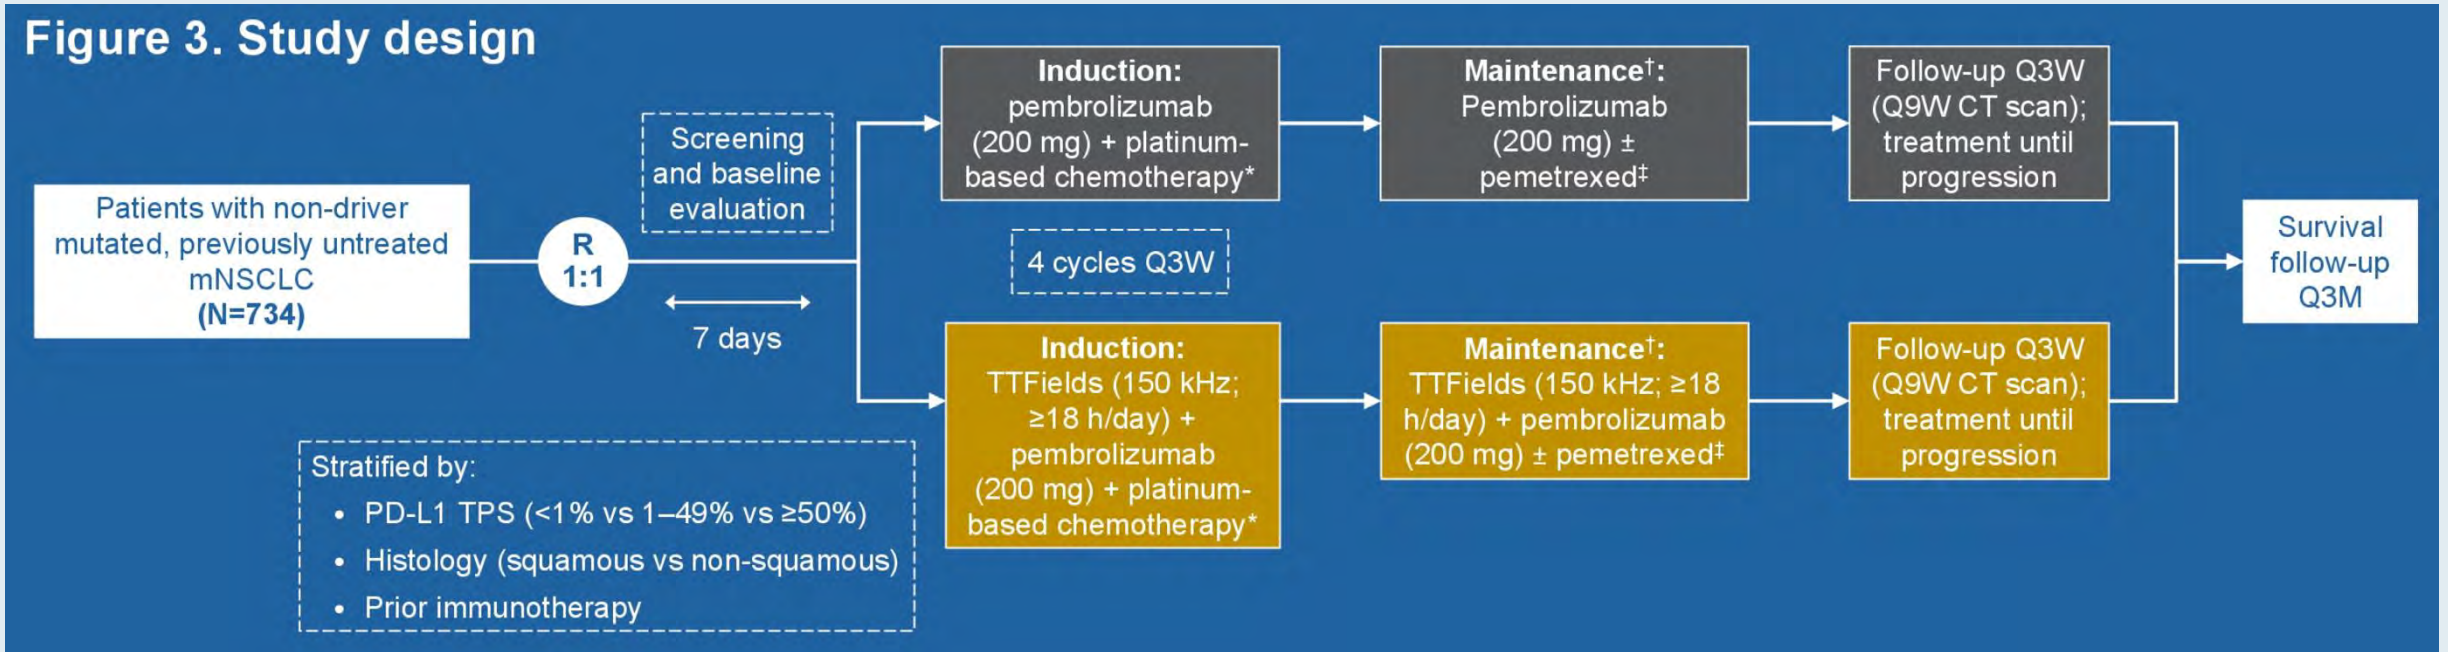 Figure 3. Study design
Patients with non-driver
mutated, previously untreated
mNSCLC
(N=734)
R
1:1
Screening
and baseline
evaluation
7 days
Stratified by:
• PD-L1 TPS (<1% vs 1–49% vs ≥50%)
• Histology (squamous vs non-squamous)
• Prior immunotherapy
Induction:
pembrolizumab
(200 mg) + platinum-
based chemotherapy*
4 cycles Q3W
Induction:
TTFields (150 kHz;
≥18 h/day) +
pembrolizumab
(200 mg) + platinum-
based chemotherapy*
Maintenance†:
Pembrolizumab
(200 mg) ±
pemetrexed‡
Maintenance†:
TTFields (150 kHz; ≥18
h/day) + pembrolizumab
(200 mg) ± pemetrexed‡
Follow-up Q3W
(Q9W CT scan);
treatment until
progression
Follow-up Q3W
(Q9W CT scan);
treatment until
progression
Survival
follow-up
Q3M